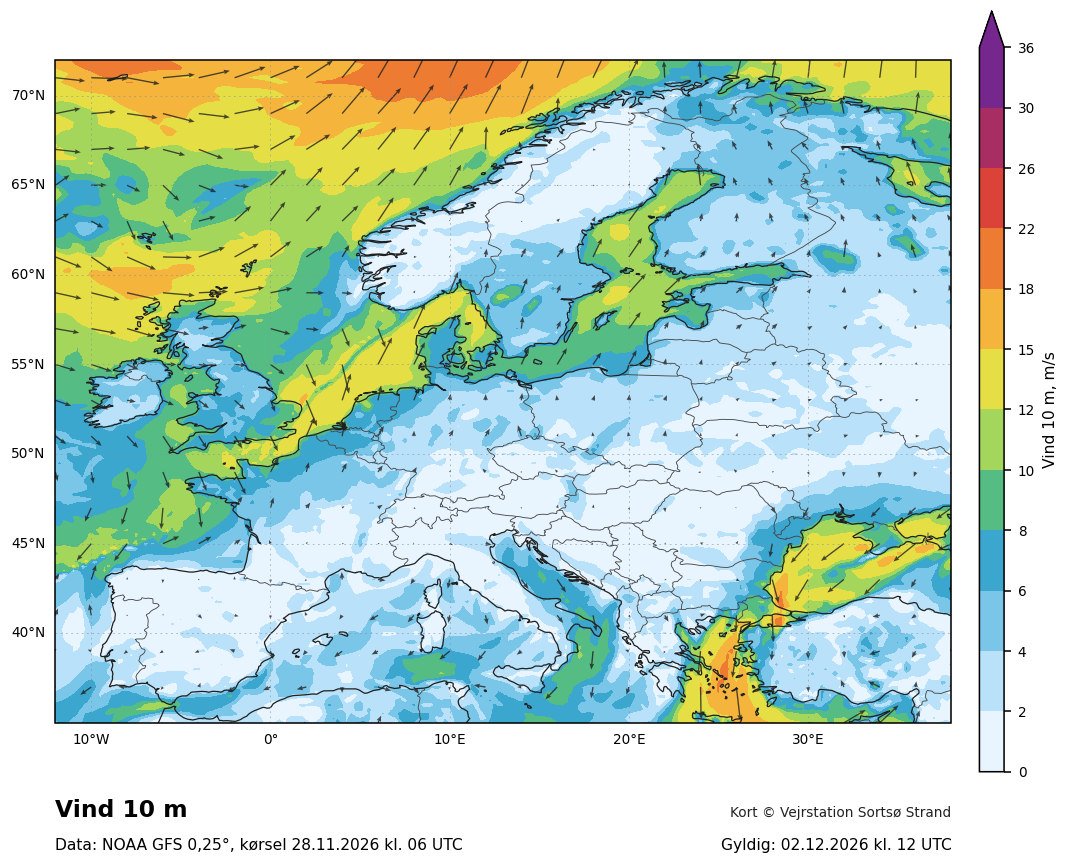 36
30
26
22
18
15
12
10
8
6
4
2
0
Vind 10 m, m/s
70°N
65°N
60°N
55°N
50°N
45°N
40°N
10°W
0°
10°E
20°E
30°E
Vind 10 m
Kort © Vejrstation Sortsø Strand
Data: NOAA GFS 0,25°, kørsel 28.11.2026 kl. 06 UTC
Gyldig: 02.12.2026 kl. 12 UTC